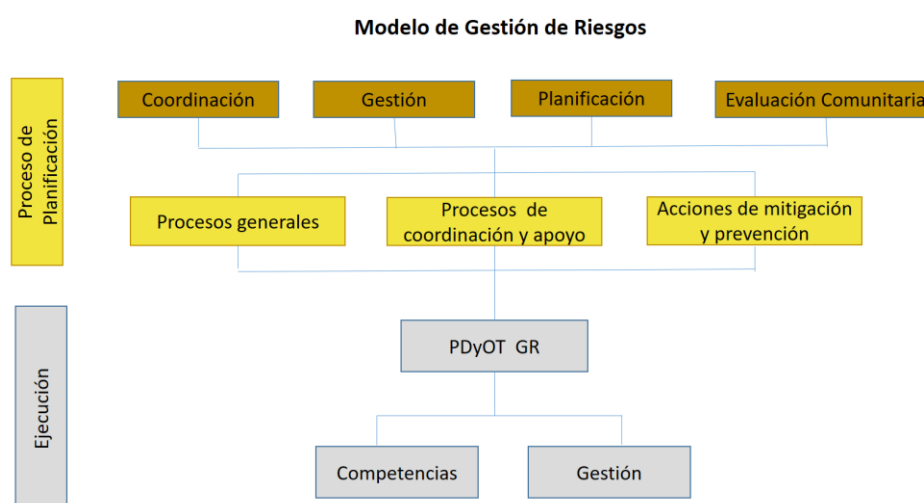 Modelo de Gestión de Riesgos
Proceso de
Planificación
Coordinación
Gestión
Planificación
Evaluación Comunitaria
Procesos generales
Procesos de
coordinación y apoyo
Acciones de mitigación
y prevención
Ejecución
PDyOT GR
Competencias
Gestión